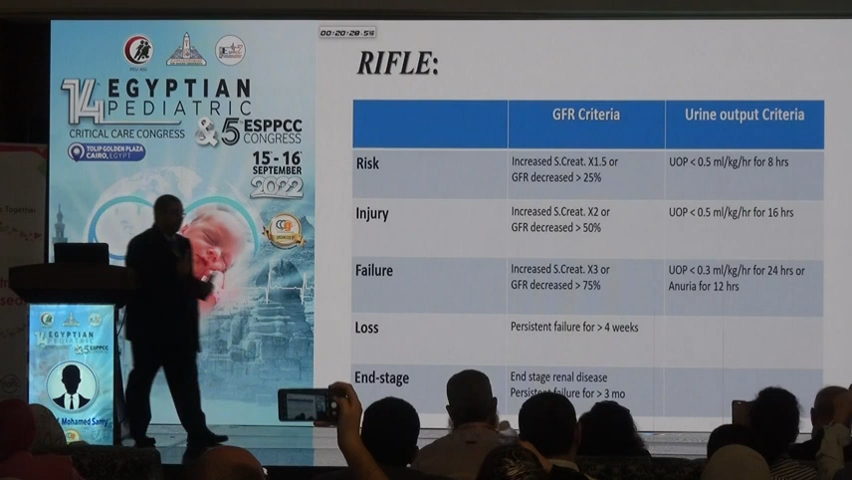 00:20:28.54
14 EGYPTIAN
PEDIATRIC
CRITICAL CARE CONGRESS & 5 ESPPCC
CONGRESS
TOLIP GOLDEN PLAZA
CAIRO, EGYPT
15 - 16
SEPTEMBER
2022
RIFLE:
GFR Criteria Urine output Criteria
Risk Increased S.Creat. X1.5 or UOP < 0.5 ml/kg/hr for 8 hrs
GFR decreased > 25%
Injury Increased S.Creat. X2 or UOP < 0.5 ml/kg/hr for 16 hrs
GFR decreased > 50%
Failure Increased S.Creat. X3 or UOP < 0.3 ml/kg/hr for 24 hrs or
GFR decreased > 75% Anuria for 12 hrs
Loss Persistent failure for > 4 weeks
End-stage End stage renal disease
Persistent failure for > 3 mo
14 EGYPTIAN
PEDIATRIC
5 ESPPCC
Mohamed Samy